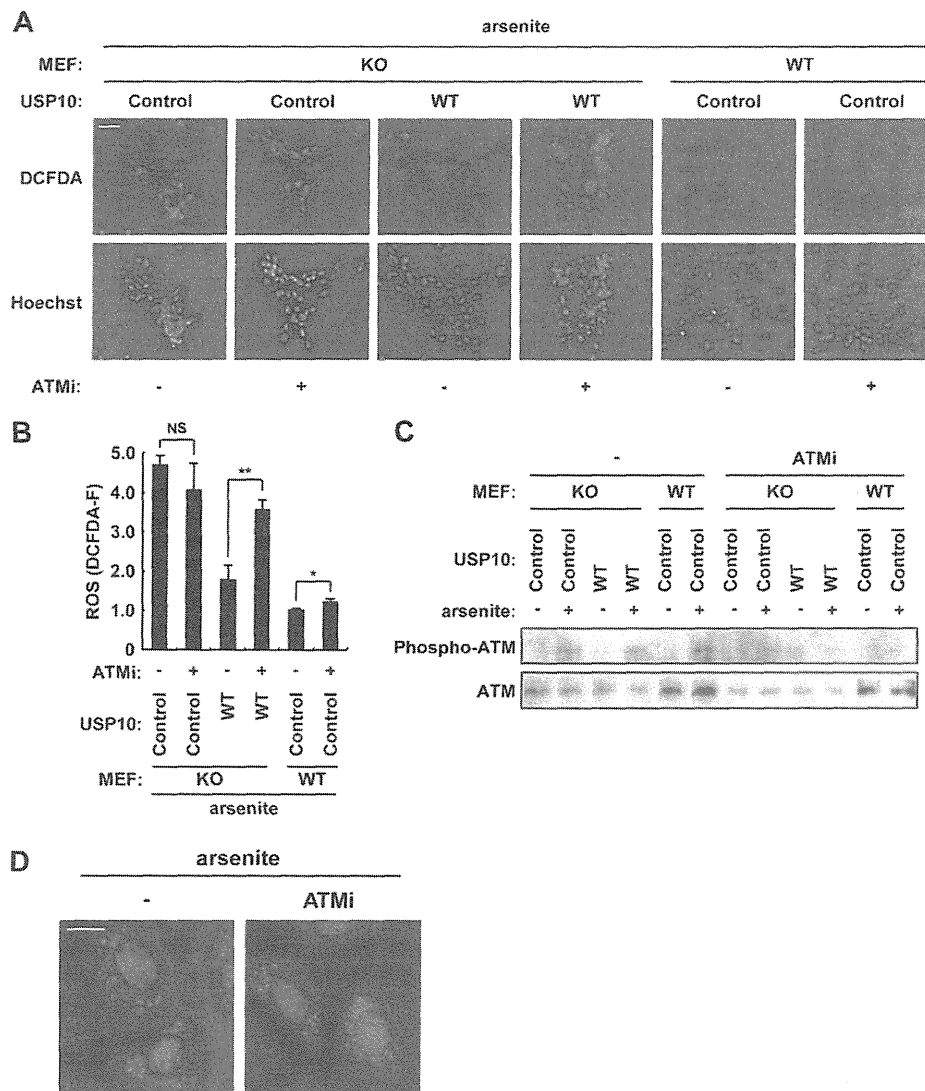 A
arsenite
MEF: KO WT
USP10: Control Control WT WT Control Control
DCFDA
Hoechst
ATMi: - + - + - +
B
NS
**
*
ROS (DCFDA-F)
5.0
4.0
3.0
2.0
1.0
0
ATMi: - + - + - +
USP10: Control Control WT WT Control Control
MEF: KO WT
arsenite
C
- ATMi
MEF: KO WT KO WT
USP10: Control Control WT WT Control Control Control Control WT WT Control Control
arsenite: - + - + - + - + - + - +
Phospho-ATM
ATM
D
arsenite
- ATMi